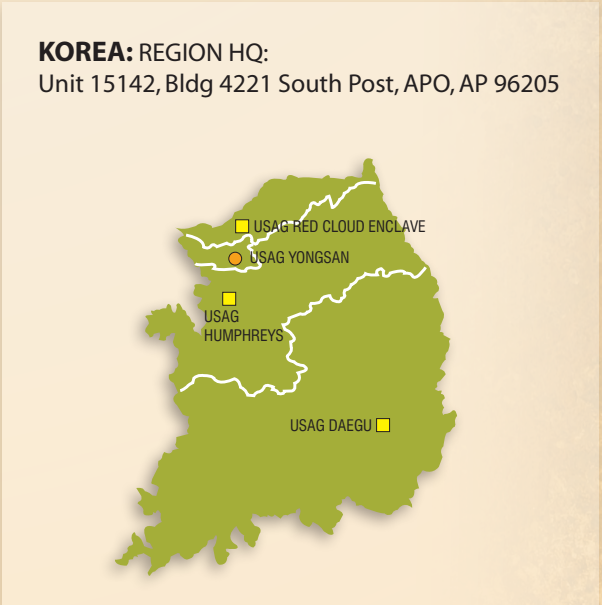 KOREA: REGION HQ:
Unit 15142, Bldg 4221 South Post, APO, AP 96205
USAG RED CLOUD ENCLAVE
USAG YONGSAN
USAG
HUMPHREYS
USAG DAEGU